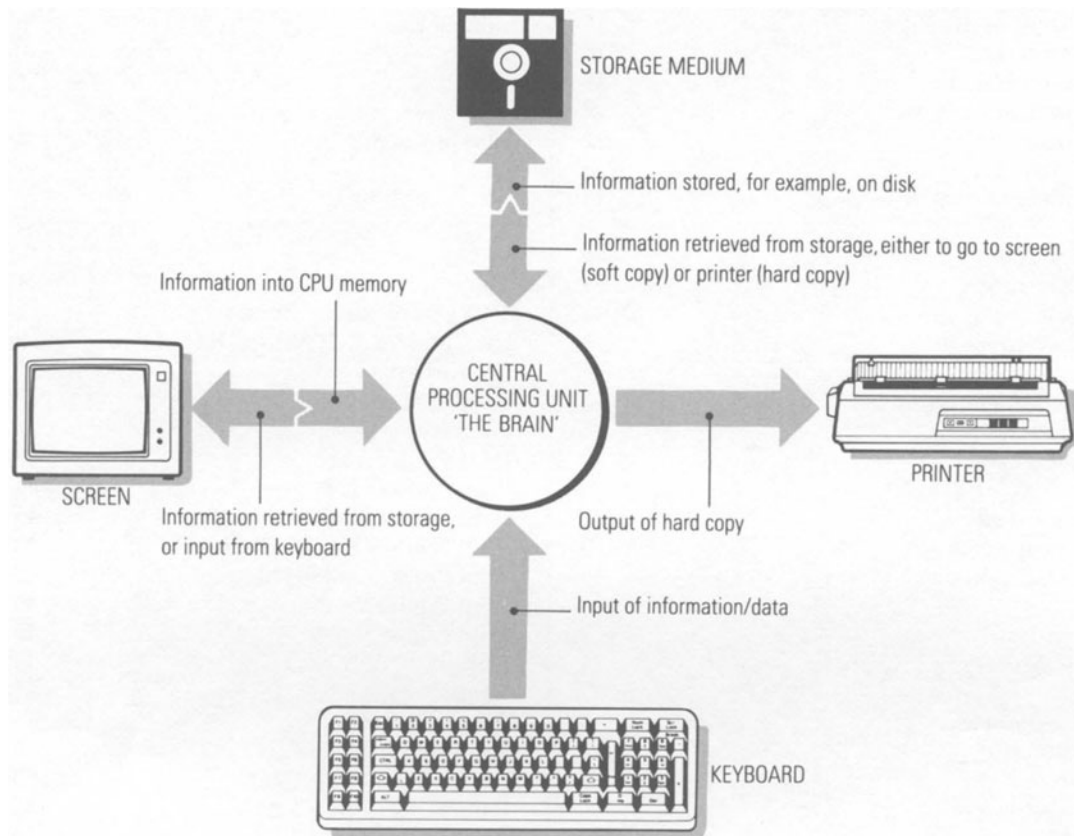 STORAGE MEDIUM
Information stored, for example, on disk
Information retrieved from storage, either to go to screen
(soft copy) or printer (hard copy)
Information into CPU memory
CENTRAL
PROCESSING UNIT
'THE BRAIN'
SCREEN
PRINTER
Information retrieved from storage,
or input from keyboard
Output of hard copy
Input of information/data
KEYBOARD
CTRL
ALT